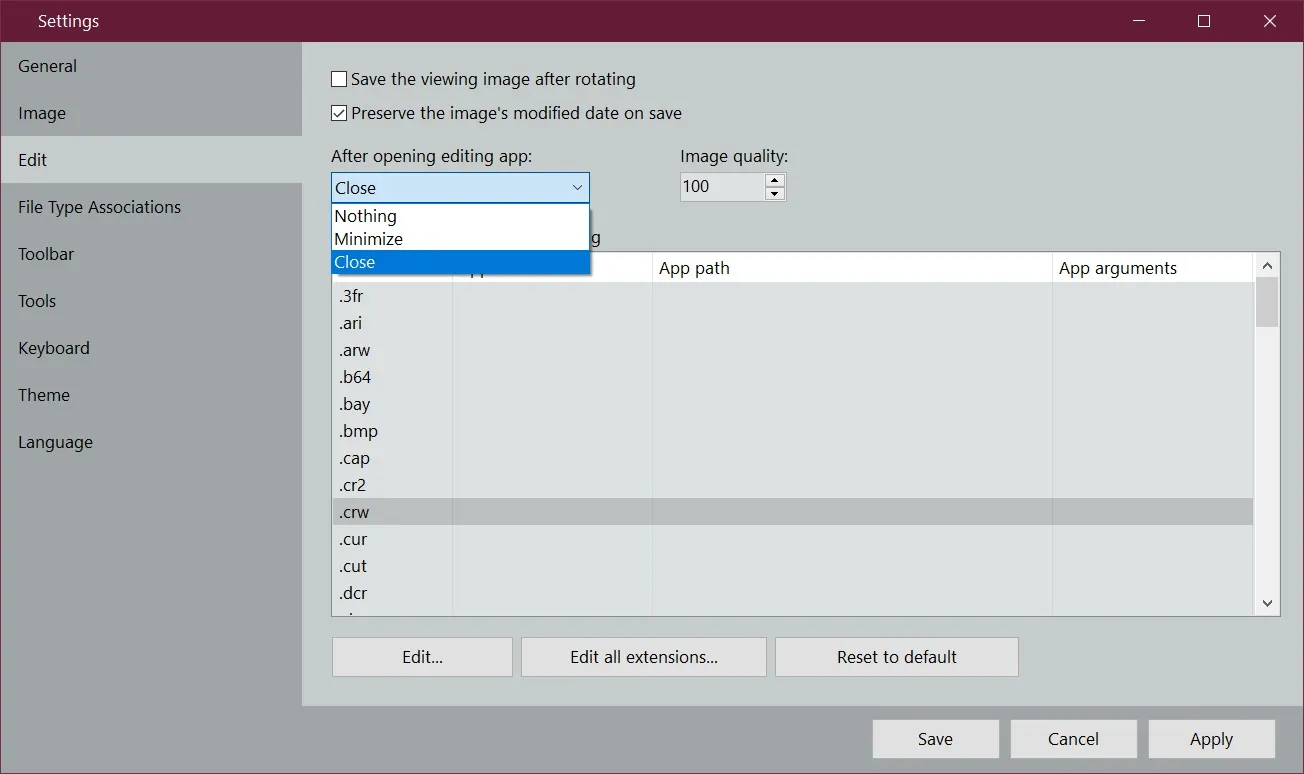 Settings
General
Image
Edit
File Type Associations
Toolbar
Tools
Keyboard
Theme
Language
Save the viewing image after rotating
Preserve the image's modified date on save
After opening editing app:
Image quality:
Close
100
Nothing
Minimize
Close
App path
App arguments
.3fr
.ari
.arw
.b64
.bay
.bmp
.cap
.cr2
.crw
.cur
.cut
.dcr
Edit...
Edit all extensions...
Reset to default
Save
Cancel
Apply